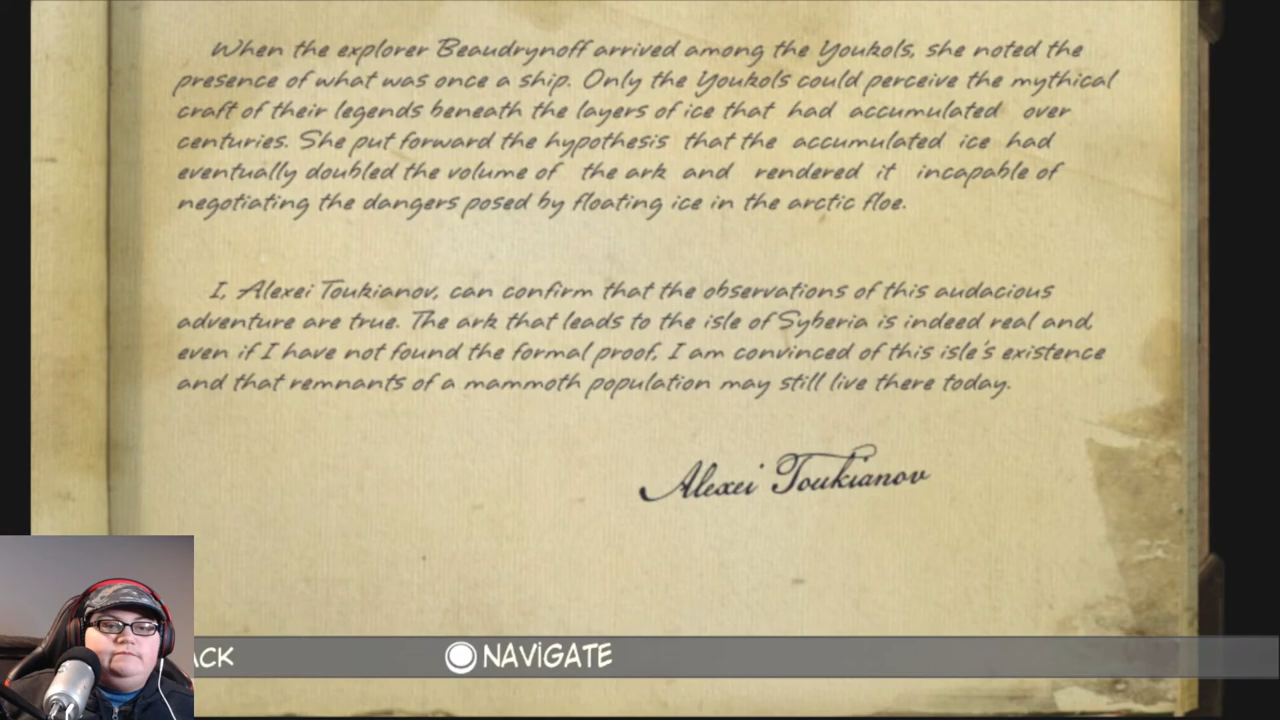 When the explorer Beaudrynoff arrived among the Youkols, she noted the
presence of what was once a ship. Only the Youkols could perceive the mythical
craft of their legends beneath the layers of ice that had accumulated over
centuries. She put forward the hypothesis that the accumulated ice had
eventually doubled the volume of the ark and rendered it incapable of
negotiating the dangers posed by floating ice in the arctic floe.
I, Alexei Toukianov, can confirm that the observations of this audacious
adventure are true. The ark that leads to the isle of Syberia is indeed real and,
even if I have not found the formal proof, I am convinced of this isle's existence
and that remnants of a mammoth population may still live there today.
Alexei Toukianov
ACK NAVIGATE